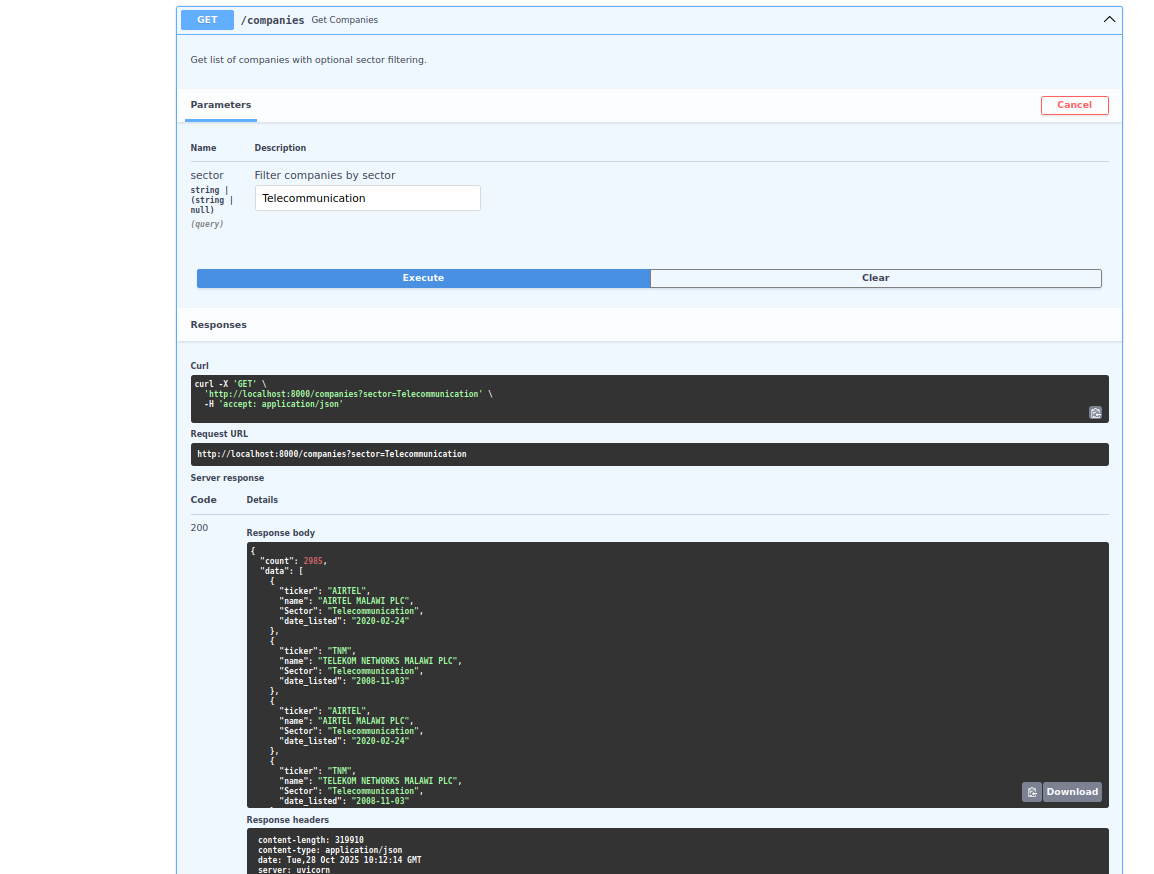 GET /companies Get Companies
Get list of companies with optional sector filtering.
Parameters
Cancel
Name Description
sector
string |
(string |
null)
(query)
Filter companies by sector
Telecommunication
Execute
Clear
Responses
Curl
curl -X 'GET' \
'http://localhost:8000/companies?sector=Telecommunication' \
-H 'accept: application/json'
Request URL
http://localhost:8000/companies?sector=Telecommunication
Server response
Code Details
200
Response body
{
"count": 2985,
"data": [
{
"ticker": "AIRTEL",
"name": "AIRTEL MALAWI PLC",
"Sector": "Telecommunication",
"date_listed": "2020-02-24"
},
{
"ticker": "TNM",
"name": "TELEKOM NETWORKS MALAWI PLC",
"Sector": "Telecommunication",
"date_listed": "2008-11-03"
},
{
"ticker": "AIRTEL",
"name": "AIRTEL MALAWI PLC",
"Sector": "Telecommunication",
"date_listed": "2020-02-24"
},
{
"ticker": "TNM",
"name": "TELEKOM NETWORKS MALAWI PLC",
"Sector": "Telecommunication",
"date_listed": "2008-11-03"
Download
Response headers
content-length: 319910
content-type: application/json
date: Tue,28 Oct 2025 10:12:14 GMT
server: uvicorn